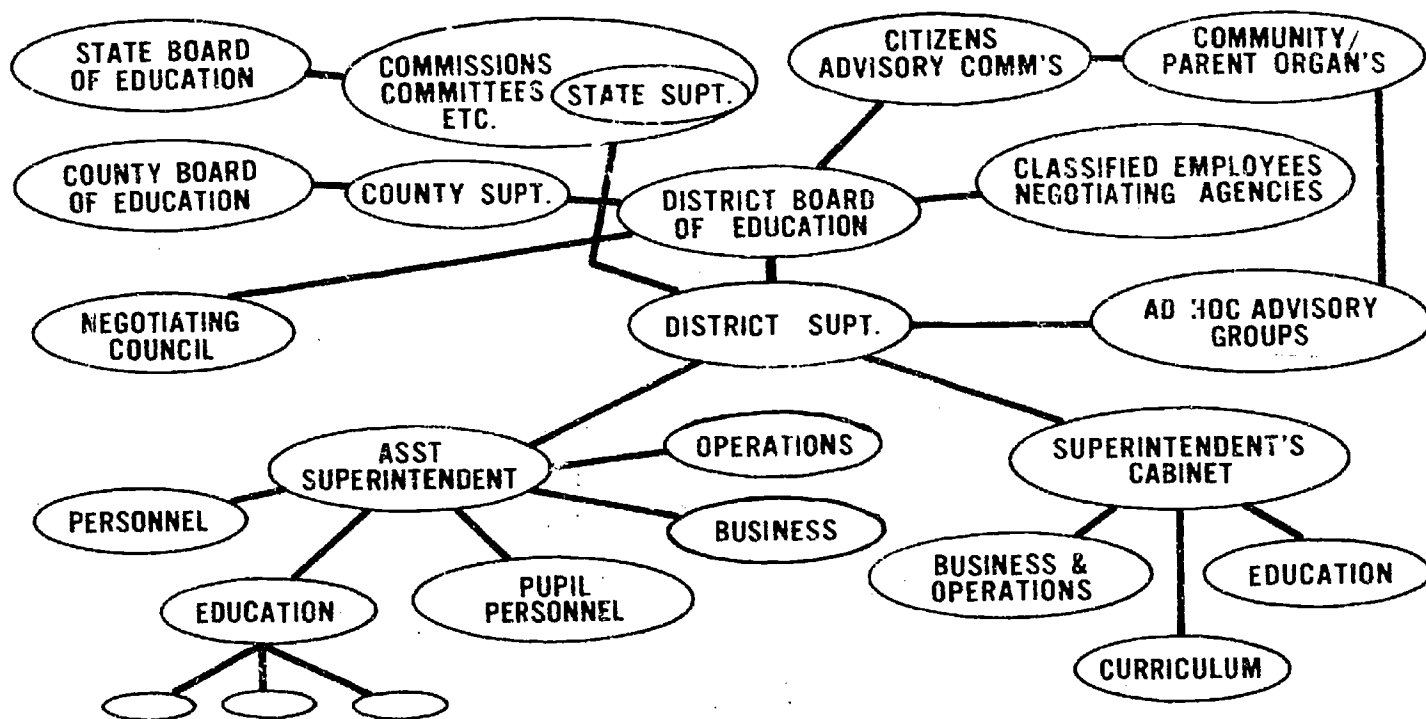 STATE BOARD
OF EDUCATION
COMMISSIONS
COMMITTEES
ETC.
STATE SUPT.
CITIZENS
ADVISORY COMM'S
COMMUNITY/
PARENT ORGAN'S
COUNTY BOARD
OF EDUCATION
COUNTY SUPT.
DISTRICT BOARD
OF EDUCATION
CLASSIFIED EMPLOYEES
NEGOTIATING AGENCIES
NEGOTIATING
COUNCIL
DISTRICT SUPT.
AD HOC ADVISORY
GROUPS
ASST
SUPERINTENDENT
OPERATIONS
SUPERINTENDENT'S
CABINET
PERSONNEL
BUSINESS
EDUCATION
PUPIL
PERSONNEL
BUSINESS &
OPERATIONS
EDUCATION
CURRICULUM